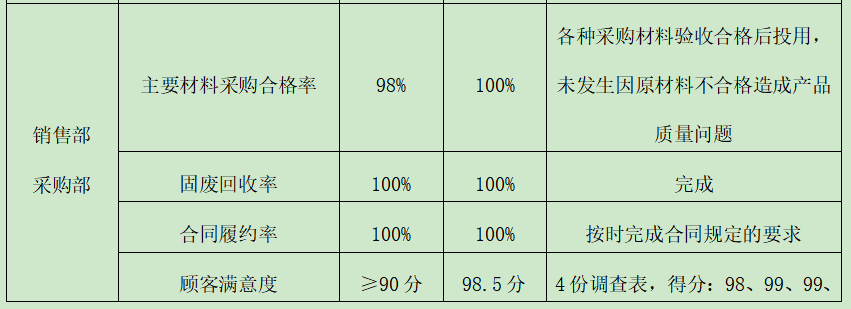 销售部
采购部
主要材料采购合格率
98%
100%
各种采购材料验收合格后投用，
未发生因原材料不合格造成产品
质量问题
固废回收率
100%
100%
完成
合同履约率
100%
100%
按时完成合同规定的要求
顾客满意度
≥90 分
98.5 分
4 份调查表，得分：98、99、99、